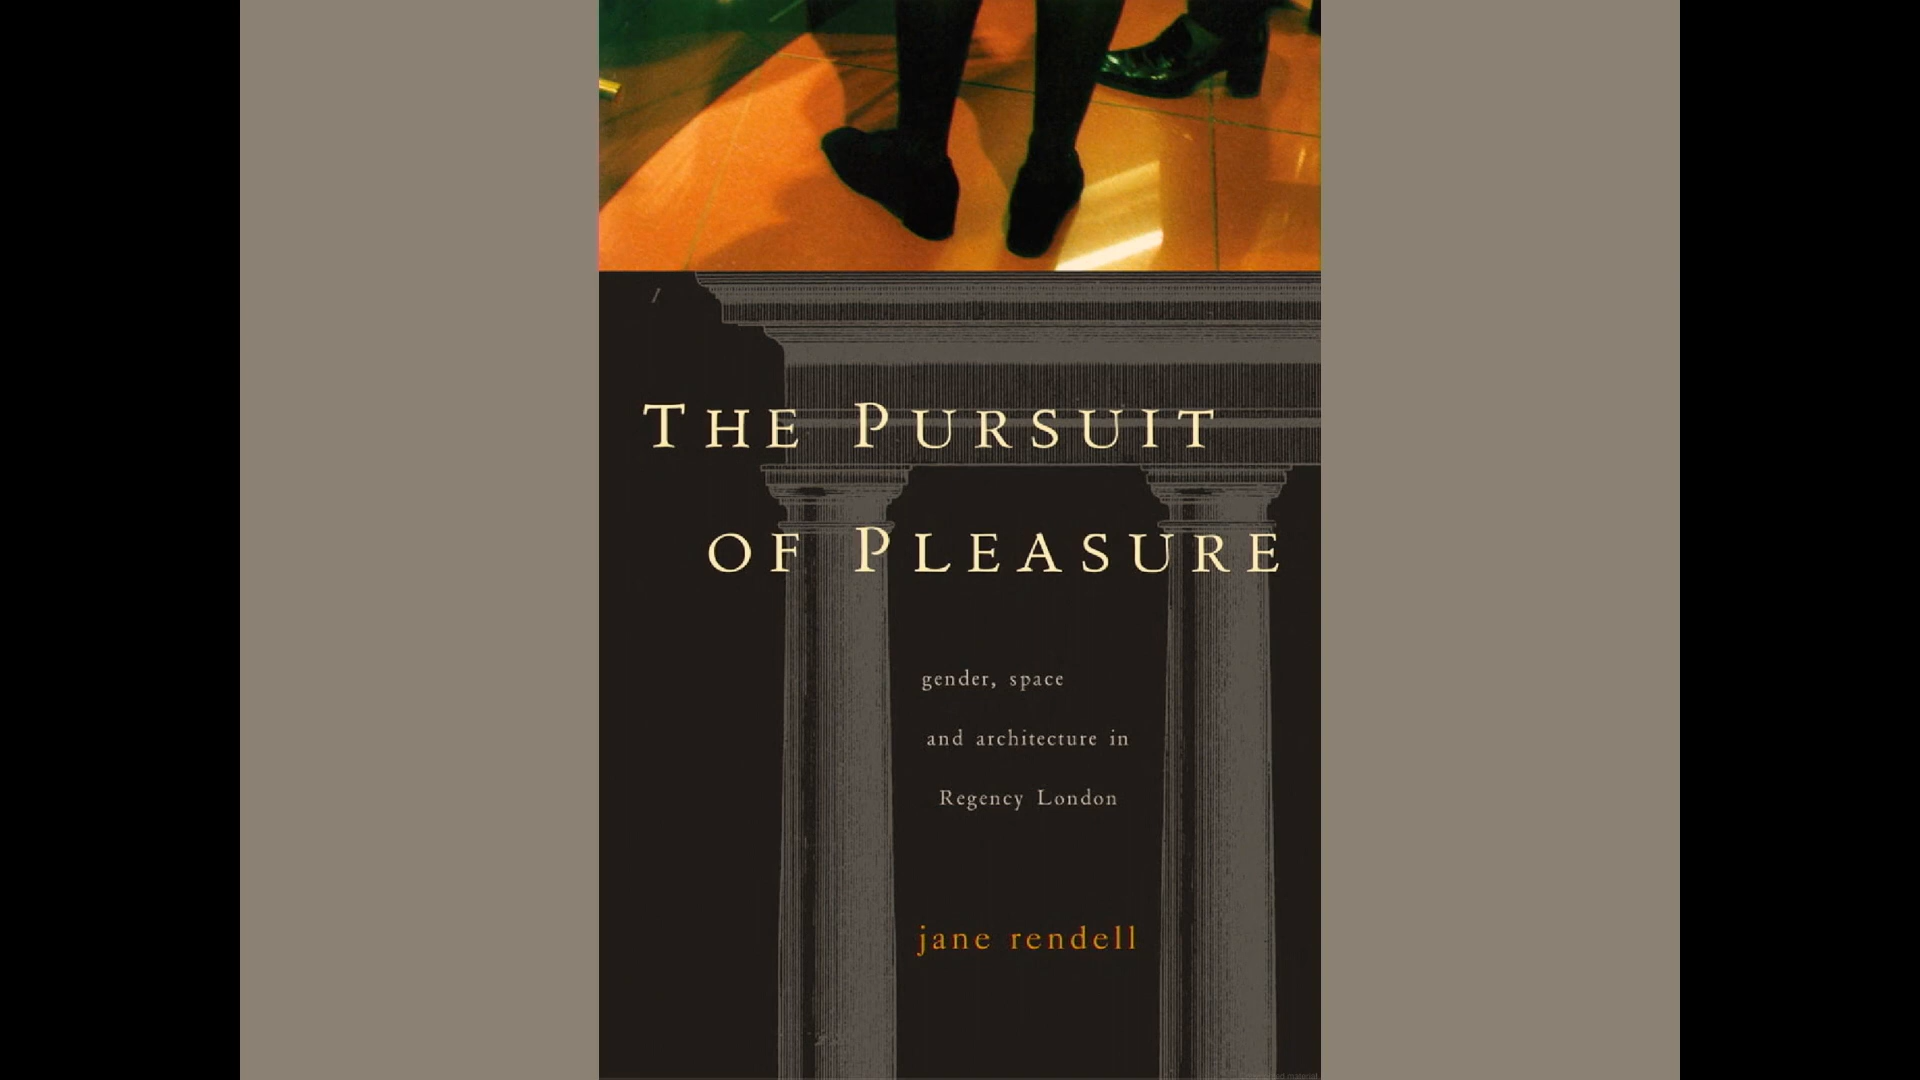 THE PURSUIT
OF PLEASURE
gender, space
and architecture in
Regency London
jane rendell